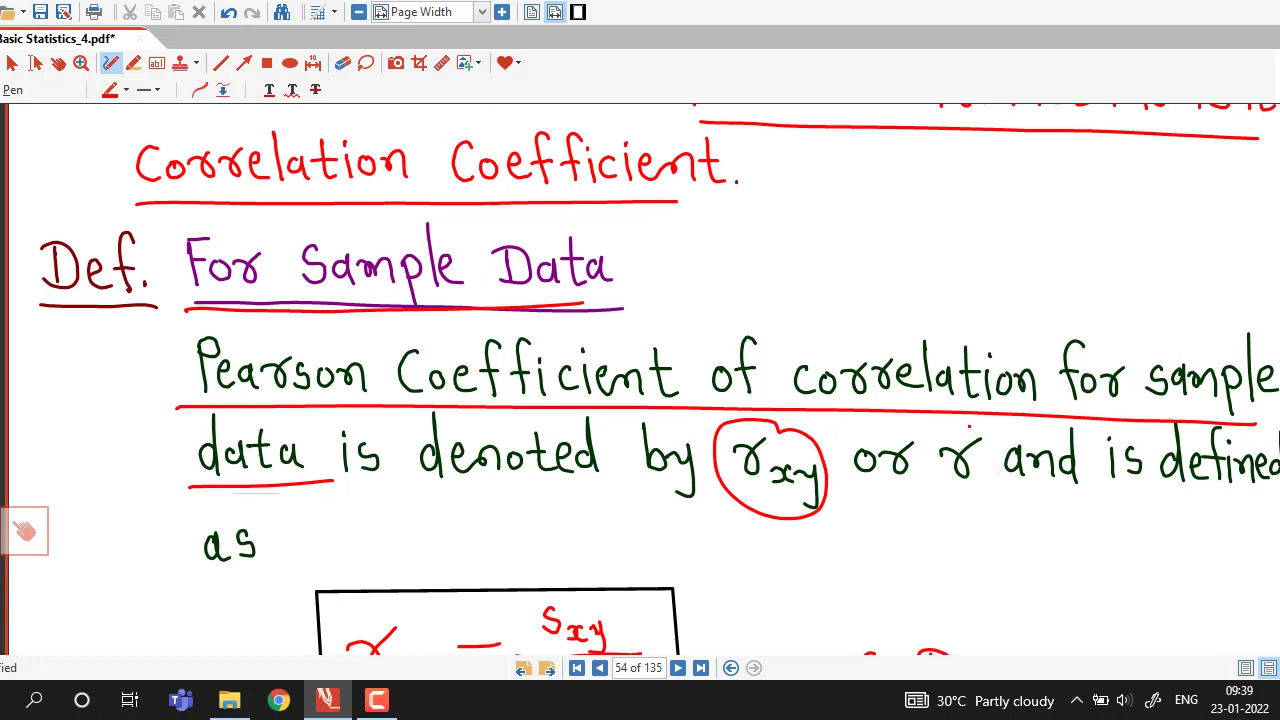 Page Width
Basic Statistics_4.pdf*
Pen
Correlation Coefficient.
Def. For Sample Data
Pearson Coefficient of correlation for sample
data is denoted by rxy or r and is defined
as
r = sxy
fied
54 of 135
30°C Partly cloudy
ENG
09:39
23-01-2022